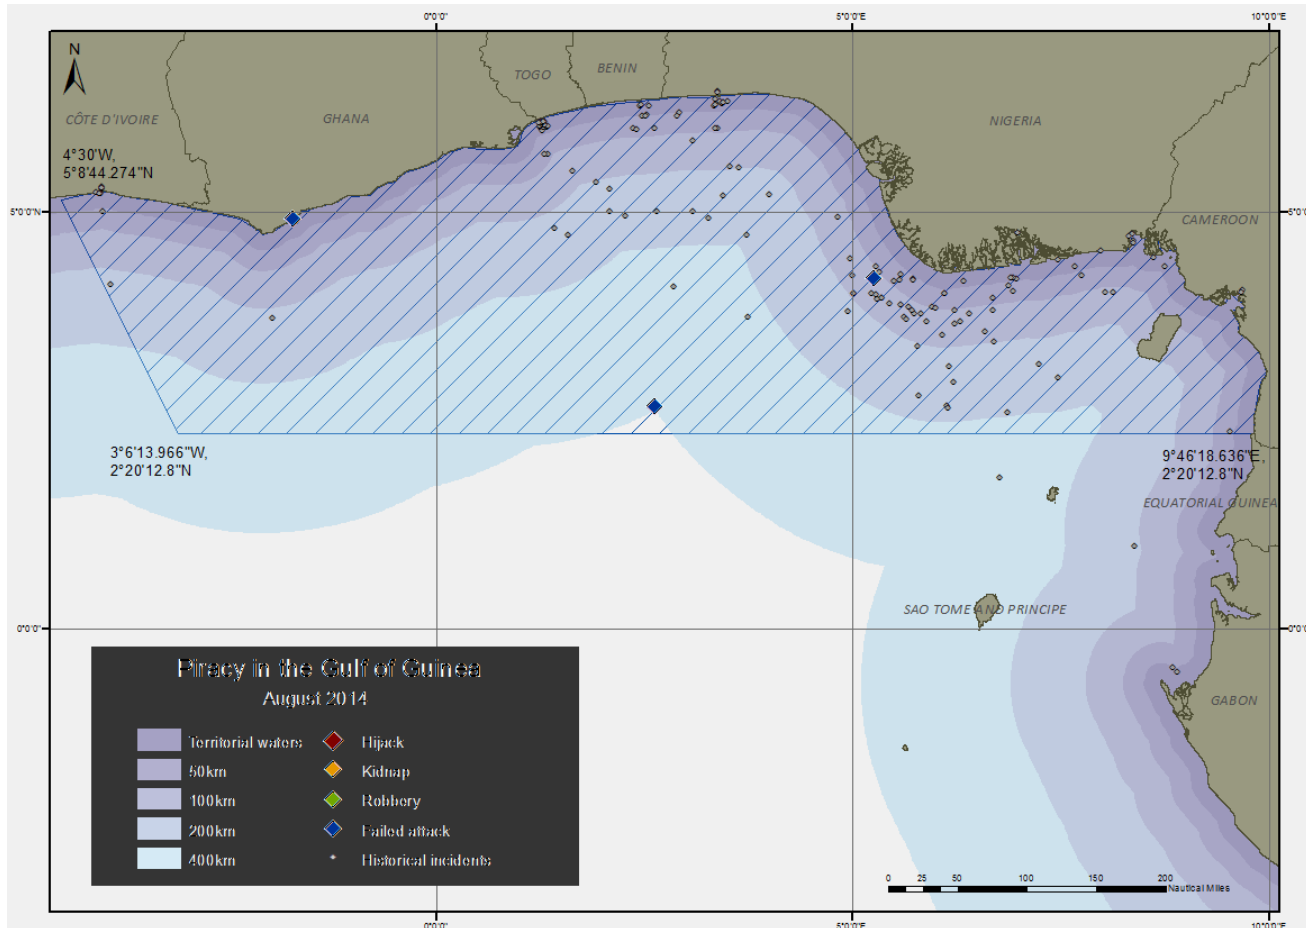 0°0'0"
5°0'0"E
10°0'0"E
N
TOGO
BENIN
CÔTE D'IVOIRE
GHANA
NIGERIA
4°30'W,
5°8'44.274"N
5°0'0"N
5°0'0"
CAMEROON
3°6'13.966"W,
2°20'12.8"N
9°46'18.636"E,
2°20'12.8"N
EQUATORIAL GUINEA
SAO TOME AND PRINCIPE
0°0'0"
0°0'0"
GABON
Piracy in the Gulf of Guinea
August 2014
Territorial waters
Hijack
50km
Kidnap
100km
Robbery
200km
Failed attack
400km
Historical incidents
0 25 50 100 150 200
Nautical Miles
0°0'0"
5°0'0"E
10°0'0"E